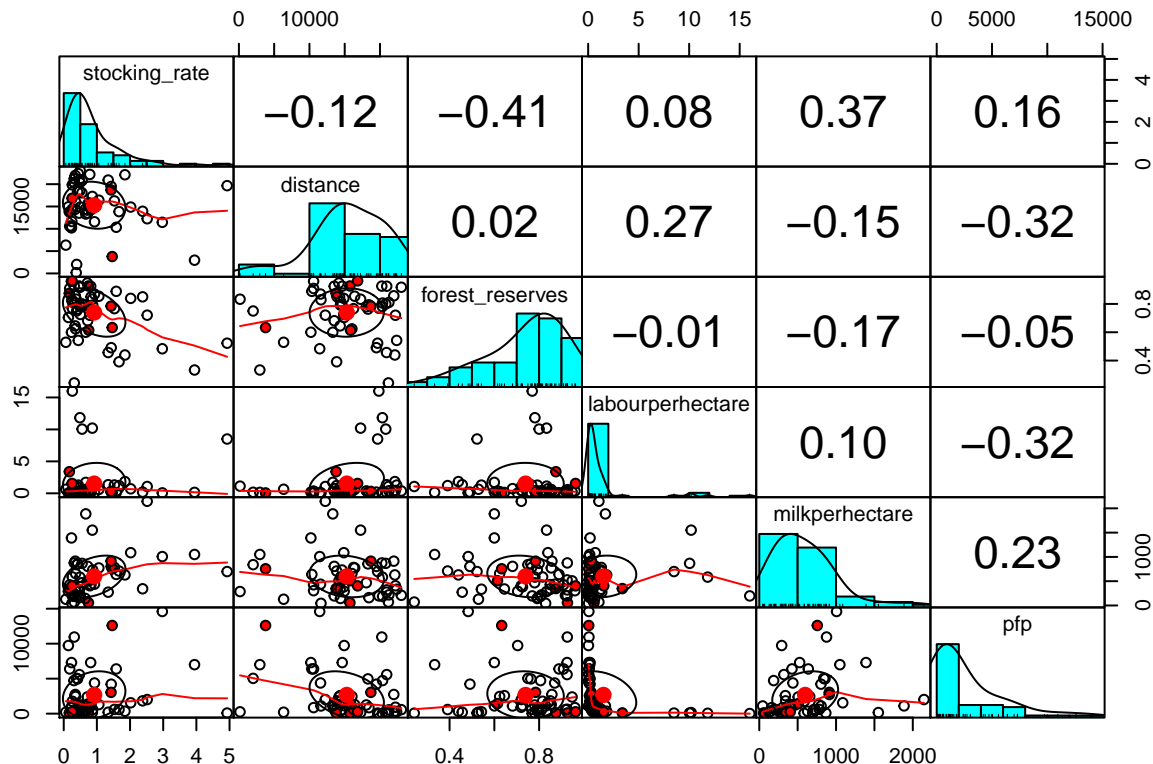 0 10000 0 5 10 15 0 5000 15000
stocking_rate −0.12 −0.41 0.08 0.37 0.16 0 2 4
0 15000 distance 0.02 0.27 −0.15 −0.32
forest_reserves −0.01 −0.17 −0.05 0.4 0.8
0 5 15 labourperhectare 0.10 −0.32
milkperhectare 0.23 0 1000
0 10000 pfp
0 1 2 3 4 5 0.4 0.8 0 1000 2000